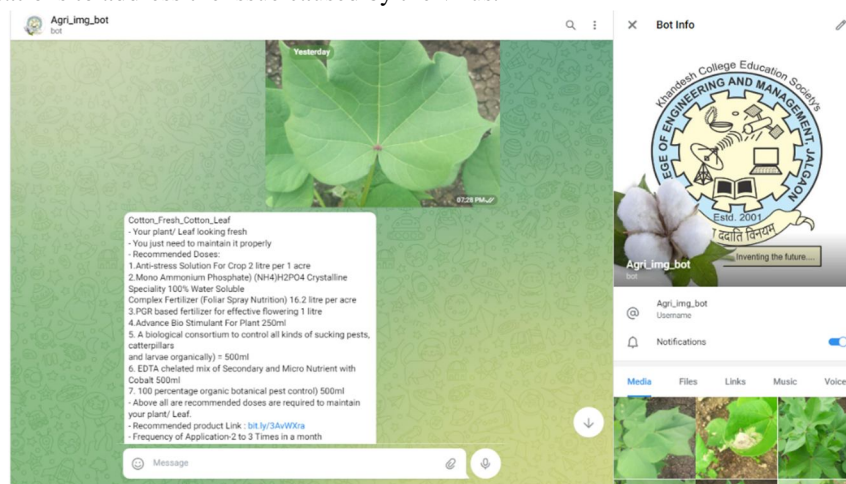 Agri_img_bot
bot
Yesterday
07:28 PM
Cotton_Fresh_Cotton_Leaf
- Your plant/ Leaf looking fresh
- You just need to maintain it properly
- Recommended Doses:
1.Anti-stress Solution For Crop 2 litre per 1 acre
2.Mono Ammonium Phosphate) (NH4)H2PO4 Crystalline
Speciality 100% Water Soluble
Complex Fertilizer (Foliar Spray Nutrition) 16.2 litre per acre
3.PGR based fertilizer for effective flowering 1 litre
4.Advance Bio Stimulant For Plant 250ml
5. A biological consortium to control all kinds of sucking pests,
catterpillars
and larvae organically) = 500ml
6. EDTA chelated mix of Secondary and Micro Nutrient with
Cobalt 500ml
7. 100 percentage organic botanical pest control) 500ml
- Above all are recommended doses are required to maintain
your plant/ Leaf.
- Recommended product Link : bit.ly/3AvWXra
- Frequency of Application-2 to 3 Times in a month
Message
Bot Info
Khandesh College Education Society's
EGE OF ENGINEERING AND MANAGEMENT, JALGAON
Estd. 2001
ददाति विनयम्
Inventing the future....
Agri_img_bot
bot
Agri_img_bot
Username
Notifications
Media
Files
Links
Music
Voice